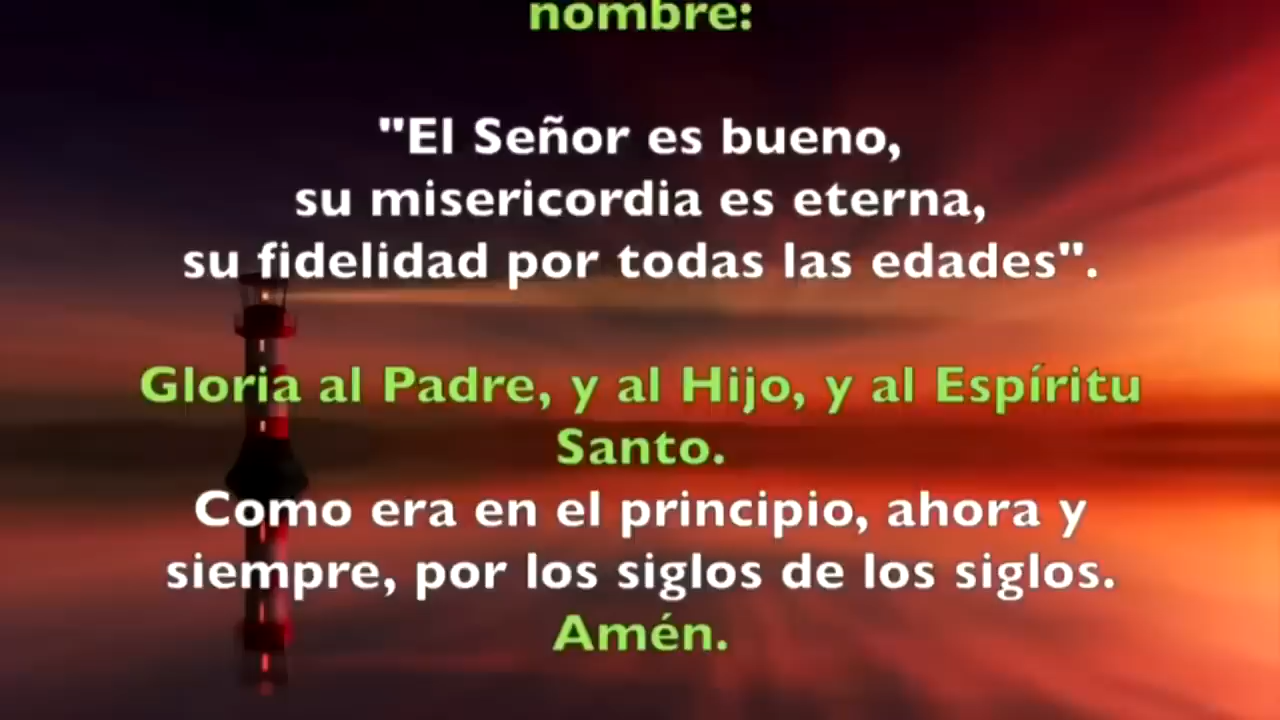 nombre:
"El Señor es bueno,
su misericordia es eterna,
su fidelidad por todas las edades".
Gloria al Padre, y al Hijo, y al Espíritu
Santo.
Como era en el principio, ahora y
siempre, por los siglos de los siglos.
Amén.